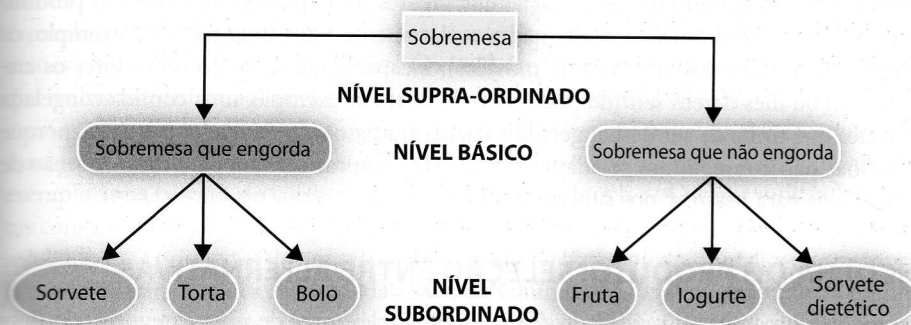 Sobremesa
NÍVEL SUPRA-ORDINADO
Sobremesa que engorda
NÍVEL BÁSICO
Sobremesa que não engorda
Sorvete
Torta
Bolo
NÍVEL
SUBORDINADO
Fruta
Iogurte
Sorvete
dietético